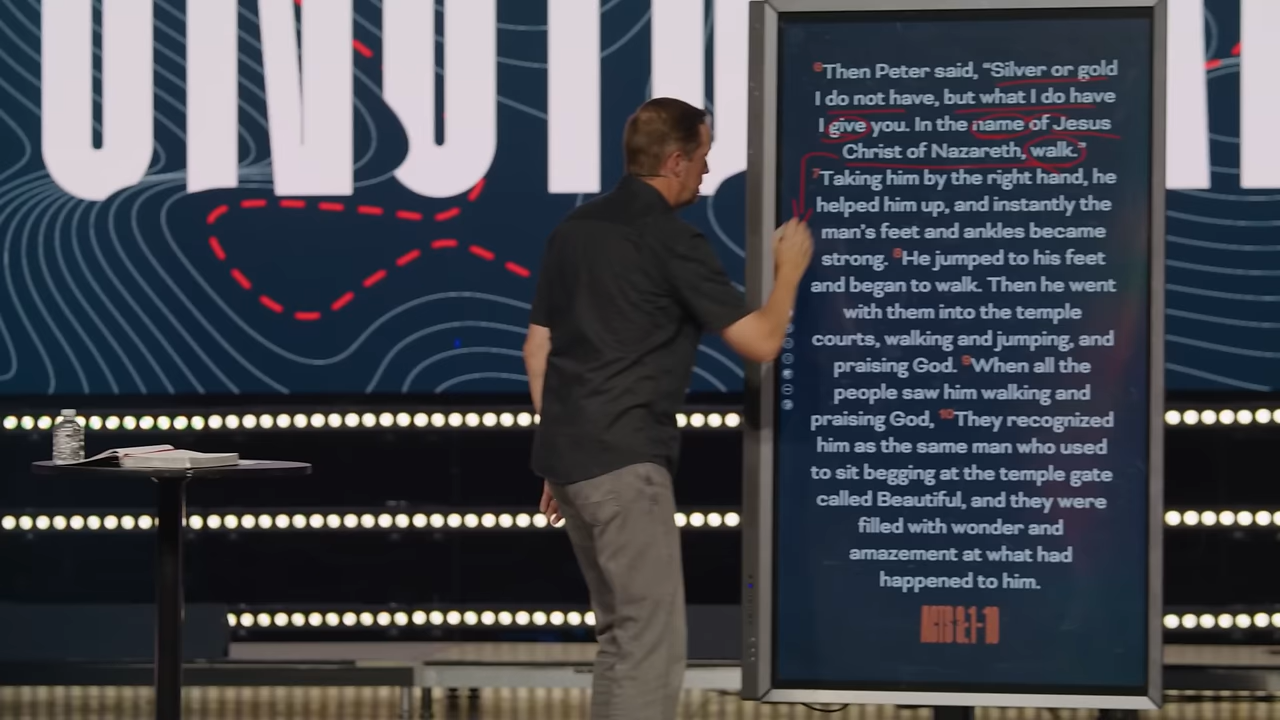 ⁶Then Peter said, “Silver or gold
I do not have, but what I do have
I give you. In the name of Jesus
Christ of Nazareth, walk.”
⁷Taking him by the right hand, he
helped him up, and instantly the
man’s feet and ankles became
strong. ⁸He jumped to his feet
and began to walk. Then he went
with them into the temple
courts, walking and jumping, and
praising God. ⁹When all the
people saw him walking and
praising God, ¹⁰They recognized
him as the same man who used
to sit begging at the temple gate
called Beautiful, and they were
filled with wonder and
amazement at what had
happened to him.
ACTS 3:1-10